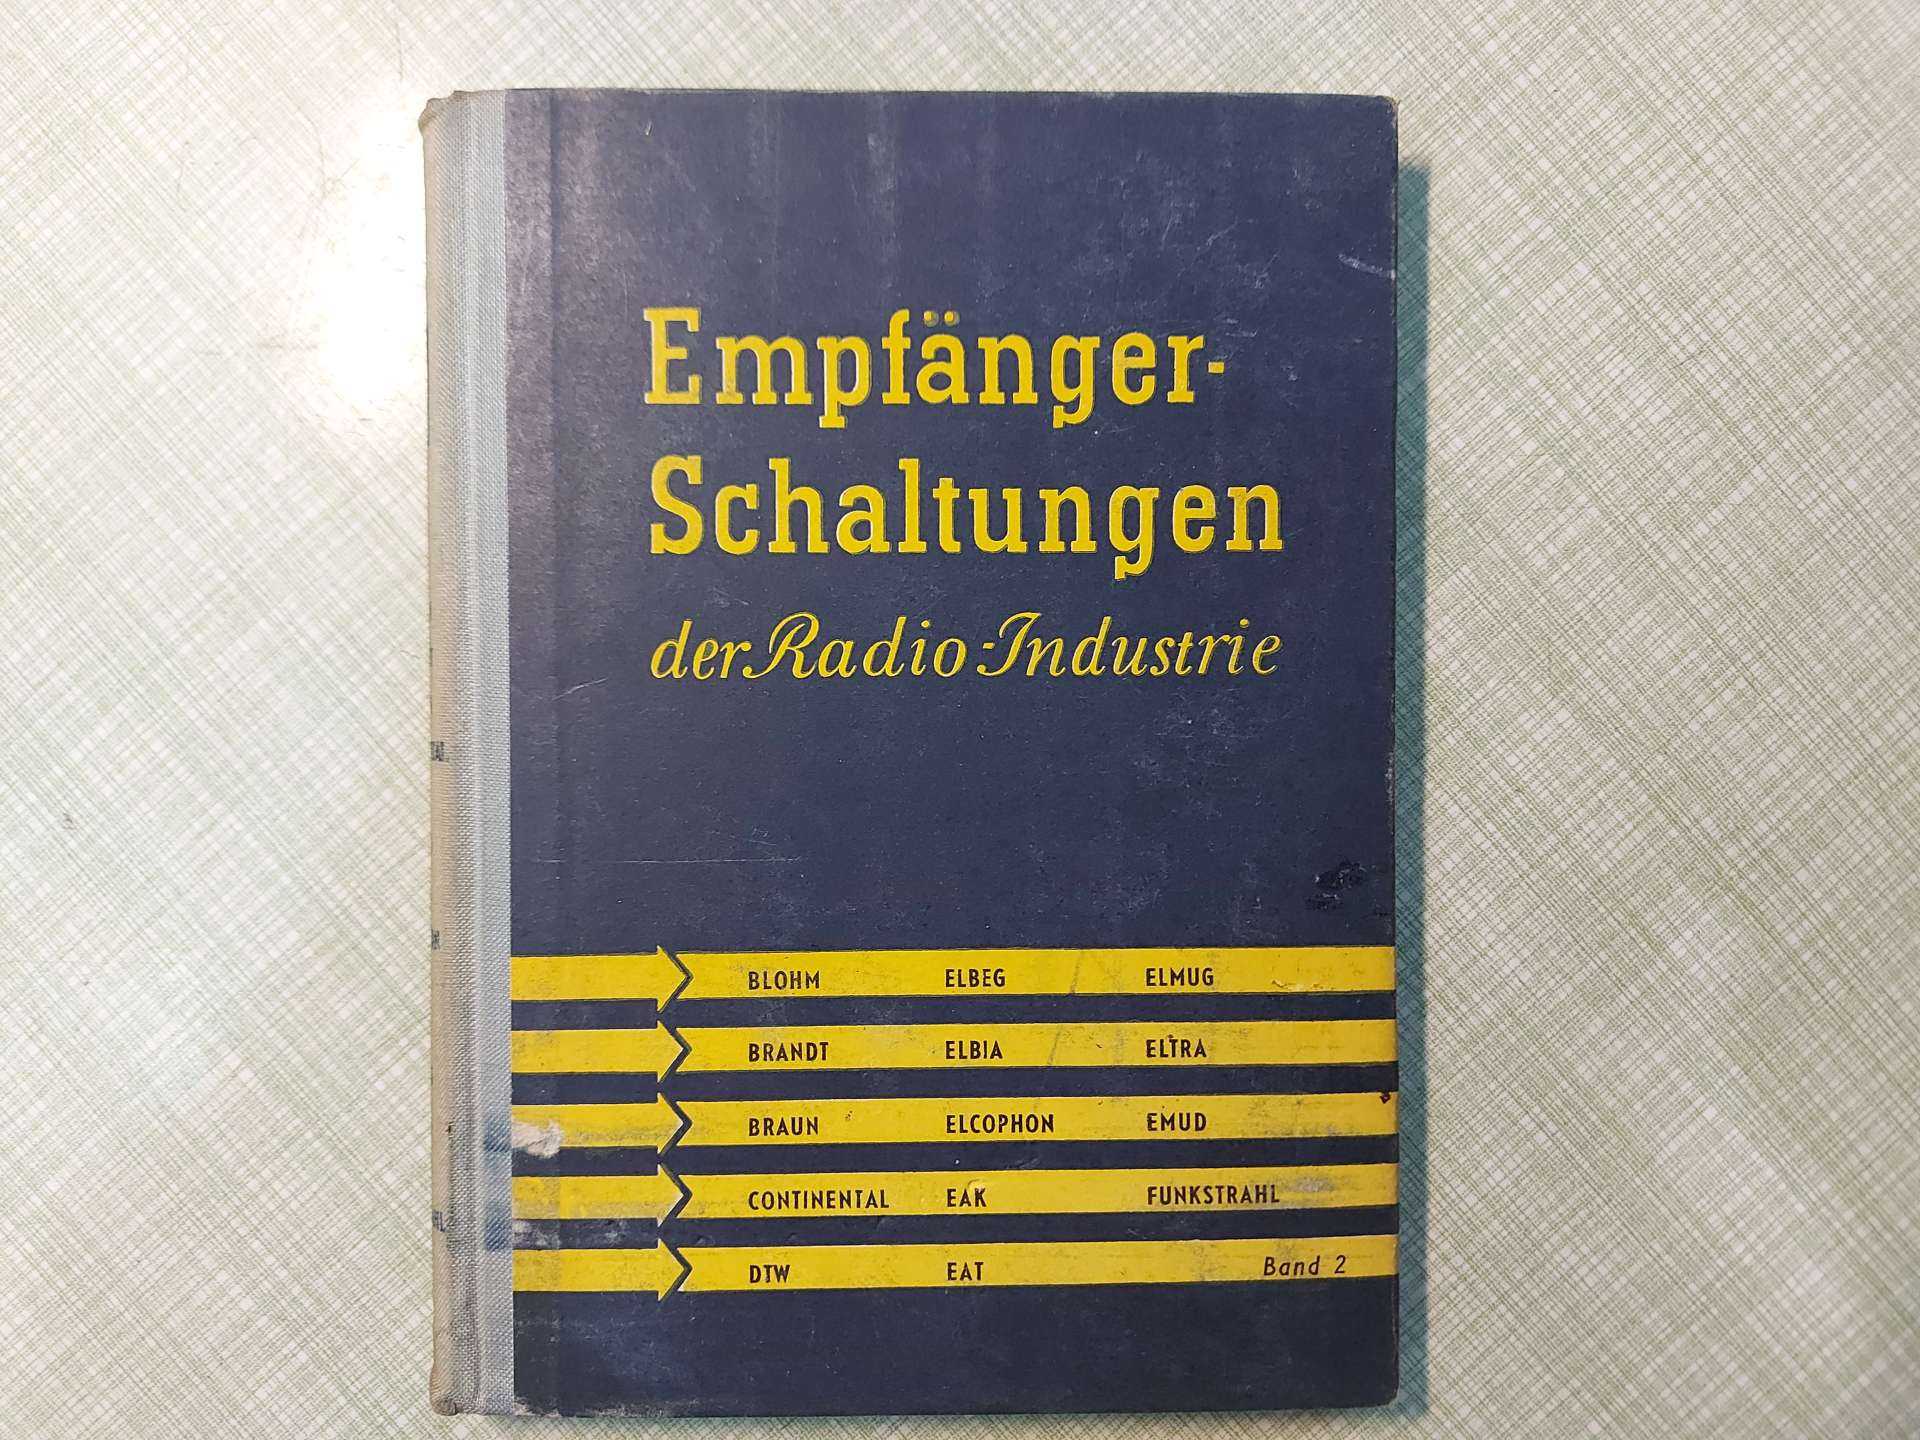 Empfänger-
Schaltungen
der Radio-Industrie
BLOHM ELBEG ELMUG
BRANDT ELBIA ELTRA
BRAUN ELCOPHON EMUD
CONTINENTAL EAK FUNKSTRAHL
DTW EAT Band 2